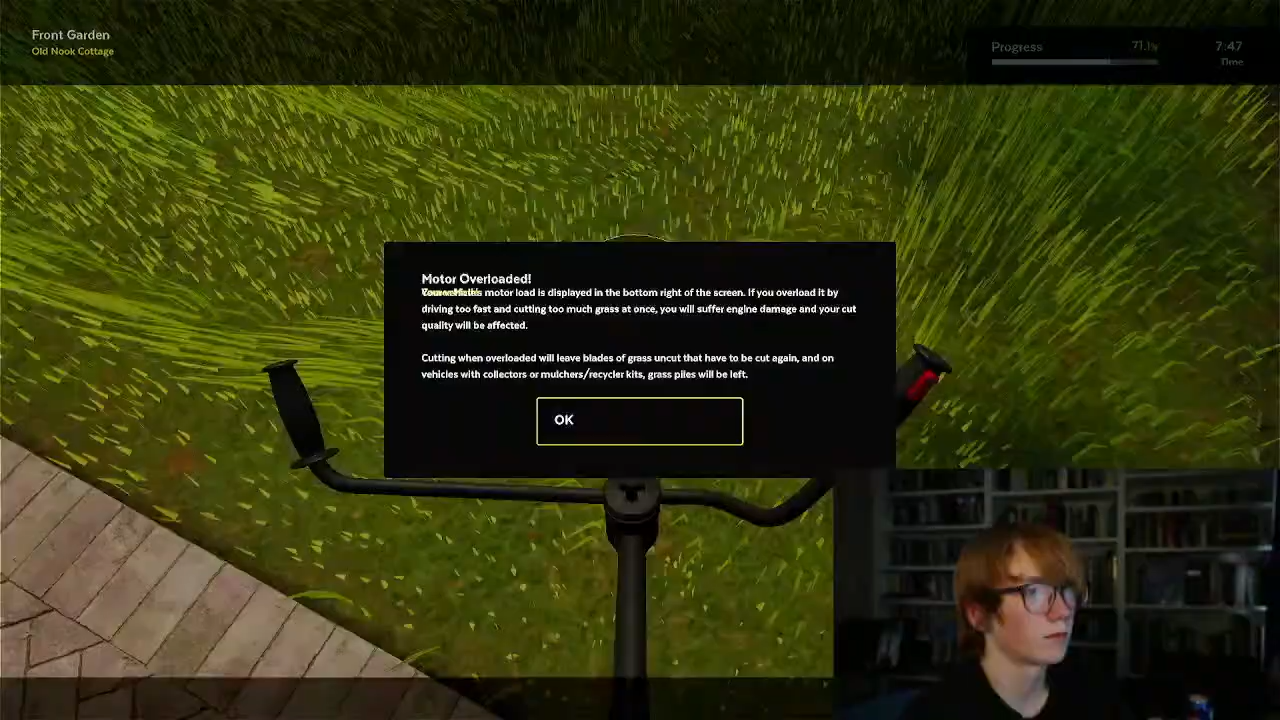 Front Garden
Old Nook Cottage
Progress 71.1% 7:47
Time
Motor Overloaded!
motor load is displayed in the bottom right of the screen. If you overload it by
driving too fast and cutting too much grass at once, you will suffer engine damage and your cut
quality will be affected.
Cutting when overloaded will leave blades of grass uncut that have to be cut again, and on
vehicles with collectors or mulchers/recycler kits, grass piles will be left.
OK